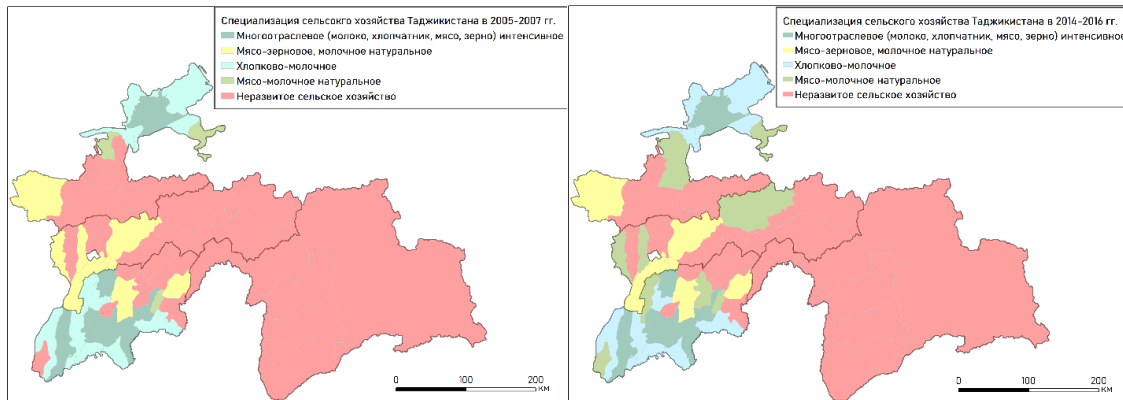 Специализация сельсокго хозяйства Таджикистана в 2005-2007 гг.
Многоотраслевое (молоко, хлопчатник, мясо, зерно) интенсивное
Мясо-зерновое, молочное натуральное
Хлопково-молочное
Мясо-молочное натуральное
Неразвитое сельское хозяйство
0 100 200
км
Специализация сельского хозяйства Таджикистана в 2014-2016 гг.
Многоотраслевое (молоко, хлопчатник, мясо, зерно) интенсивное
Мясо-зерновое, молочное натуральное
Хлопково-молочное
Мясо-молочное натуральное
Неразвитое сельское хозяйство
0 100 200
км